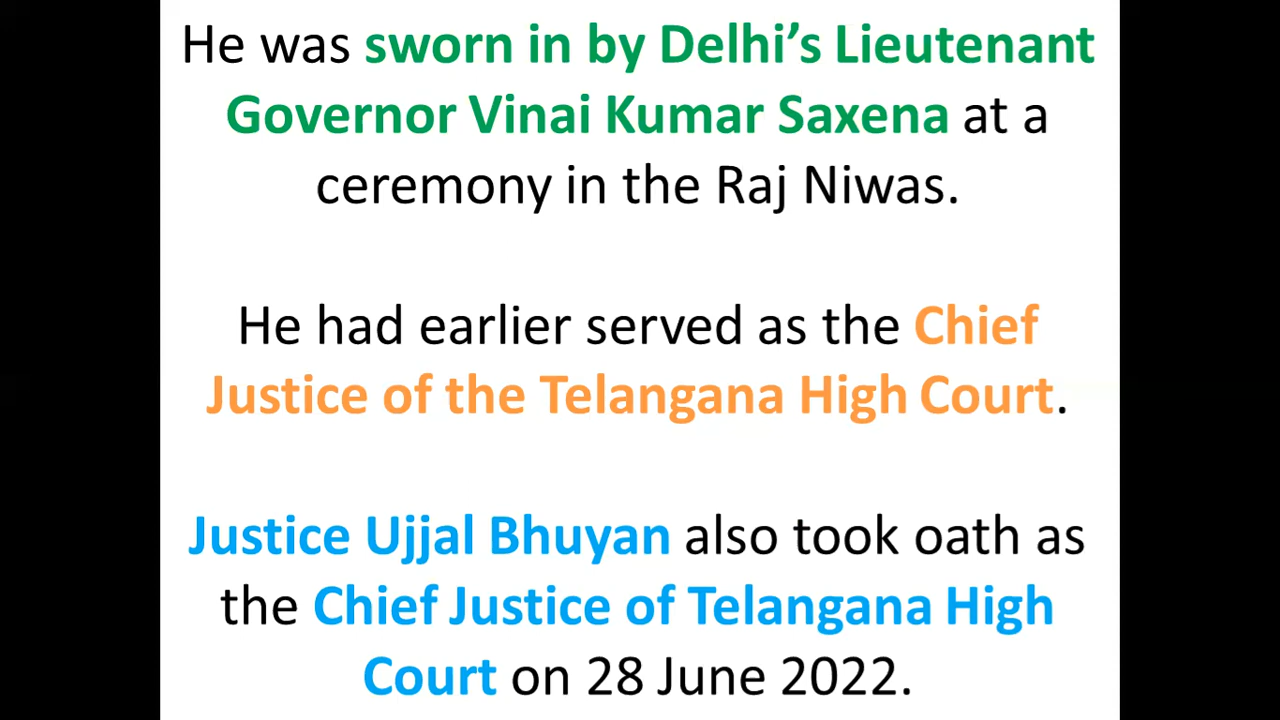 He was sworn in by Delhi’s Lieutenant
Governor Vinai Kumar Saxena at a
ceremony in the Raj Niwas.
He had earlier served as the Chief
Justice of the Telangana High Court.
Justice Ujjal Bhuyan also took oath as
the Chief Justice of Telangana High
Court on 28 June 2022.